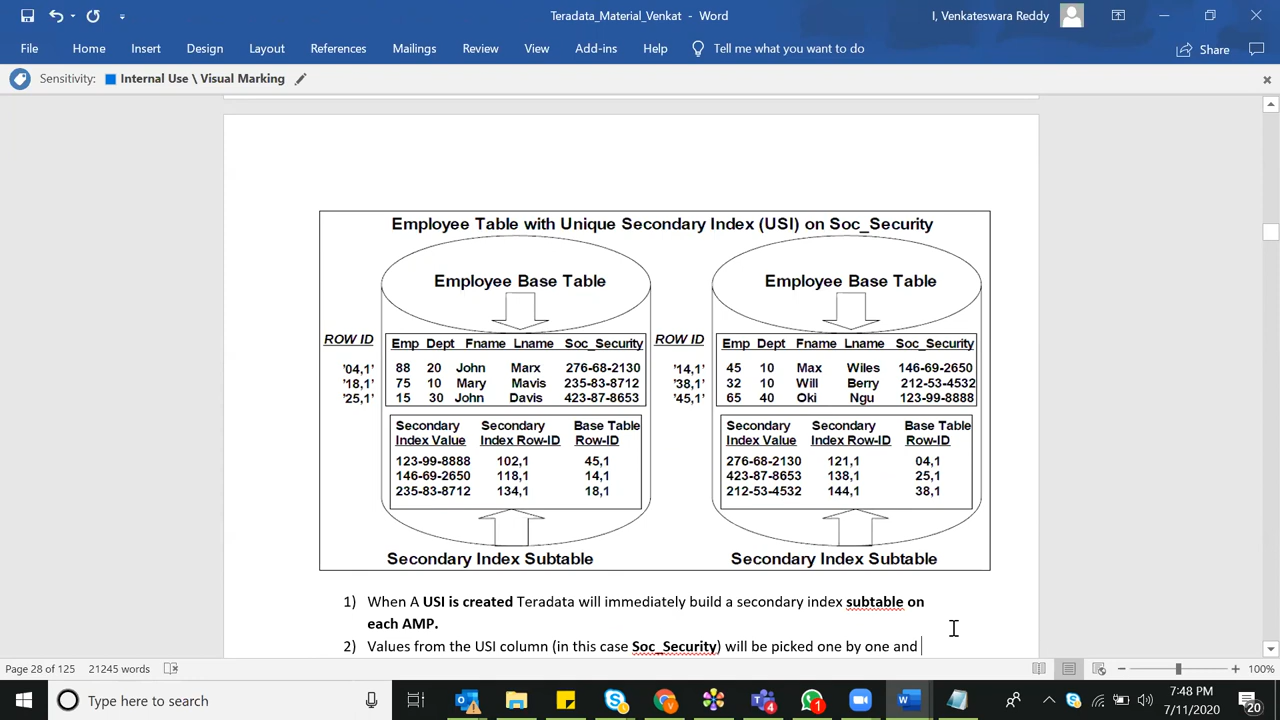 Teradata_Material_Venkat - Word
I, Venkateswara Reddy
File Home Insert Design Layout References Mailings Review View Add-ins Help Tell me what you want to do Share
Sensitivity: Internal Use \ Visual Marking
Employee Table with Unique Secondary Index (USI) on Soc_Security
Employee Base Table
ROW ID
Emp Dept Fname Lname Soc_Security
'04,1' 88 20 John Marx 276-68-2130
'18,1' 75 10 Mary Mavis 235-83-8712
'25,1' 15 30 John Davis 423-87-8653
Secondary Secondary Base Table
Index Value Index Row-ID Row-ID
123-99-8888 102,1 45,1
146-69-2650 118,1 14,1
235-83-8712 134,1 18,1
Secondary Index Subtable
Employee Base Table
ROW ID
Emp Dept Fname Lname Soc_Security
'14,1' 45 10 Max Wiles 146-69-2650
'38,1' 32 10 Will Berry 212-53-4532
'45,1' 65 40 Oki Ngu 123-99-8888
Secondary Secondary Base Table
Index Value Index Row-ID Row-ID
276-68-2130 121,1 04,1
423-87-8653 138,1 25,1
212-53-4532 144,1 38,1
Secondary Index Subtable
1) When A USI is created Teradata will immediately build a secondary index subtable on
each AMP.
2) Values from the USI column (in this case Soc_Security) will be picked one by one and
Page 28 of 125 21245 words 100%
Type here to search
1
4
7:48 PM
7/11/2020
20